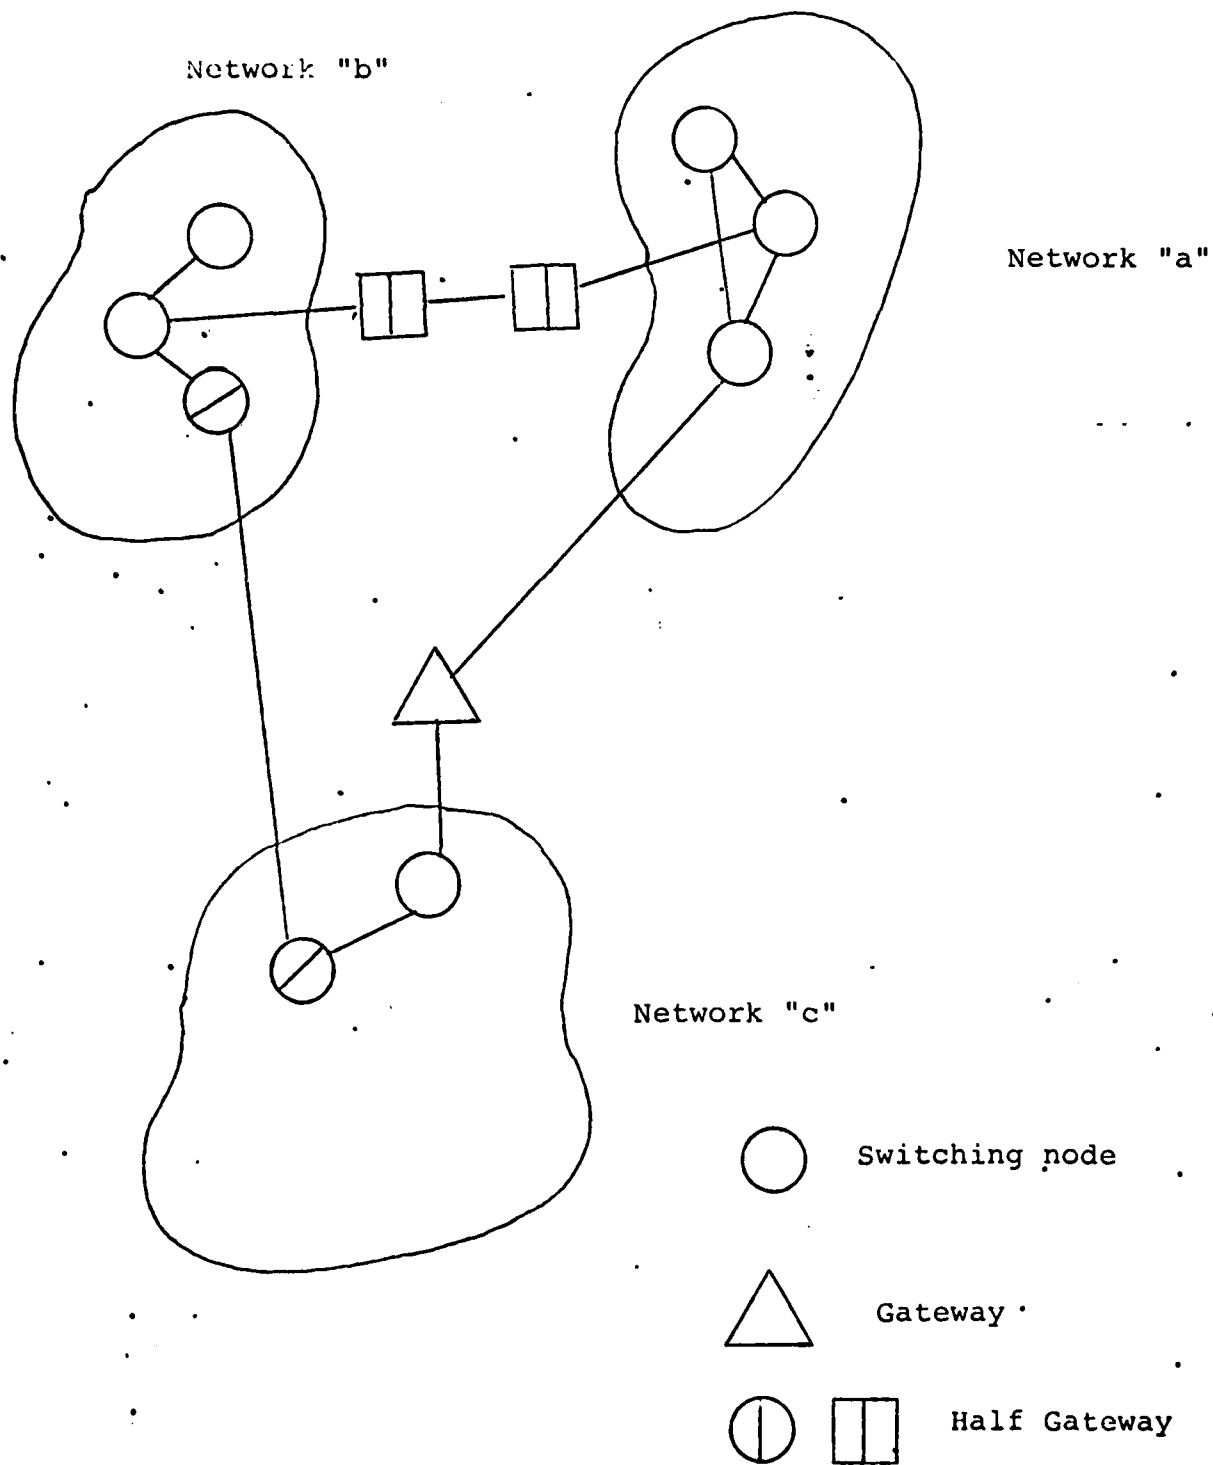 Network "b"
Network "a"
Network "c"
Switching node
Gateway
Half Gateway